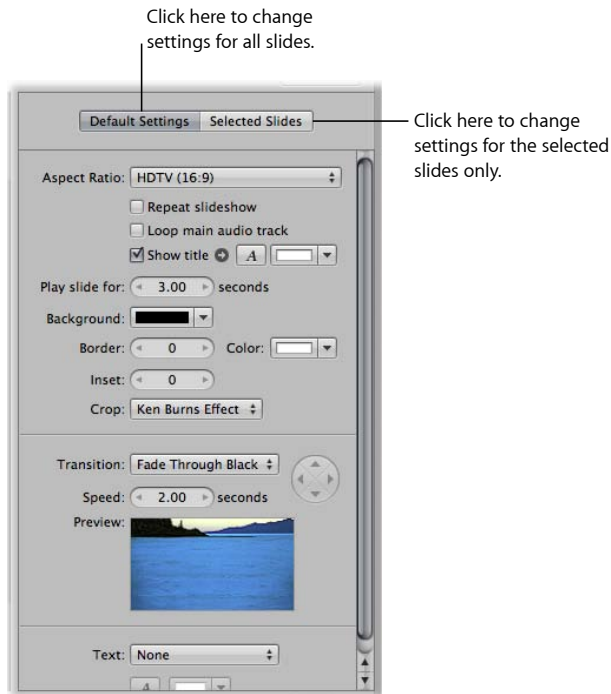 Click here to change
settings for all slides.
Default Settings Selected Slides
Click here to change
settings for the selected
slides only.
Aspect Ratio: HDTV (16:9)
Repeat slideshow
Loop main audio track
Show title A
Play slide for: 3.00 seconds
Background:
Border: 0 Color:
Inset: 0
Crop: Ken Burns Effect
Transition: Fade Through Black
Speed: 2.00 seconds
Preview:
Text: None
A